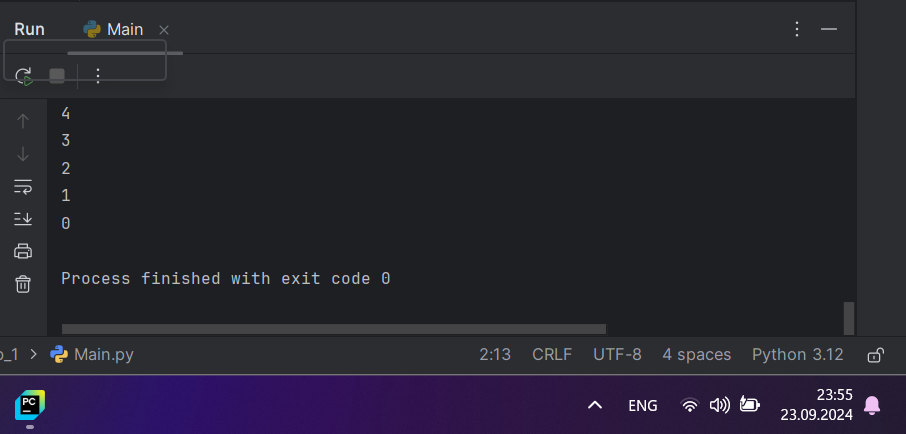 Run Main
4
3
2
1
0
Process finished with exit code 0
Main.py 2:13 CRLF UTF-8 4 spaces Python 3.12
PC
ENG
23:55
23.09.2024